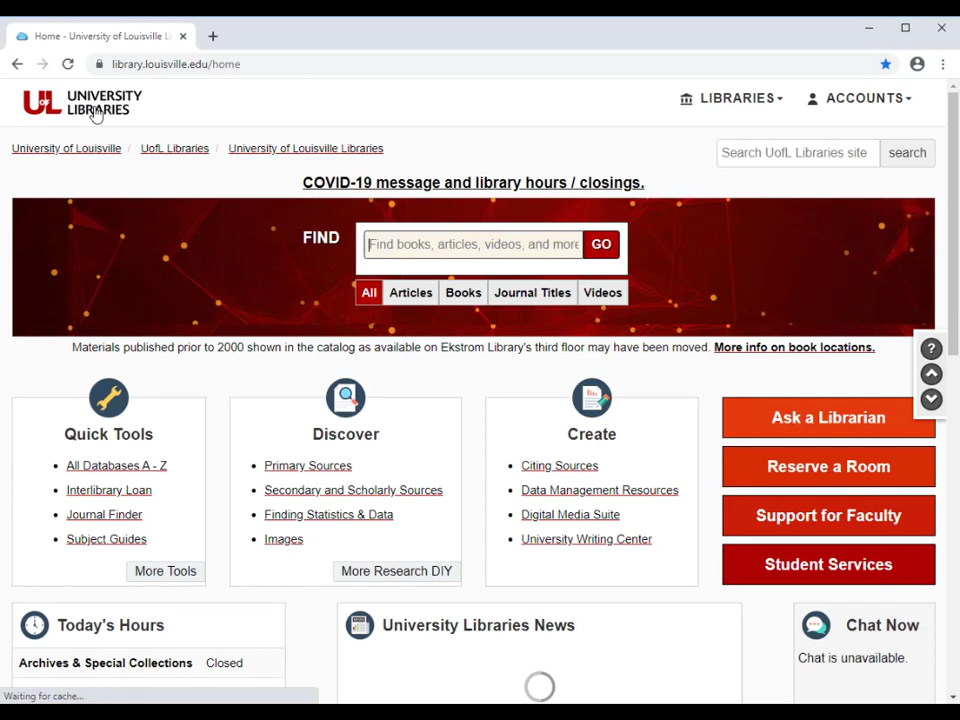 Home - University of Louisville Li
library.louisville.edu/home
UL OF UNIVERSITY LIBRARIES
LIBRARIES
ACCOUNTS
University of Louisville / UofL Libraries / University of Louisville Libraries
Search UofL Libraries site
search
COVID-19 message and library hours / closings.
FIND
Find books, articles, videos, and more
GO
All
Articles
Books
Journal Titles
Videos
Materials published prior to 2000 shown in the catalog as available on Ekstrom Library's third floor may have been moved. More info on book locations.
?
Quick Tools
All Databases A - Z
Interlibrary Loan
Journal Finder
Subject Guides
More Tools
Discover
Primary Sources
Secondary and Scholarly Sources
Finding Statistics & Data
Images
More Research DIY
Create
Citing Sources
Data Management Resources
Digital Media Suite
University Writing Center
Ask a Librarian
Reserve a Room
Support for Faculty
Student Services
Today's Hours
Archives & Special Collections Closed
University Libraries News
Chat Now
Chat is unavailable.
Waiting for cache...